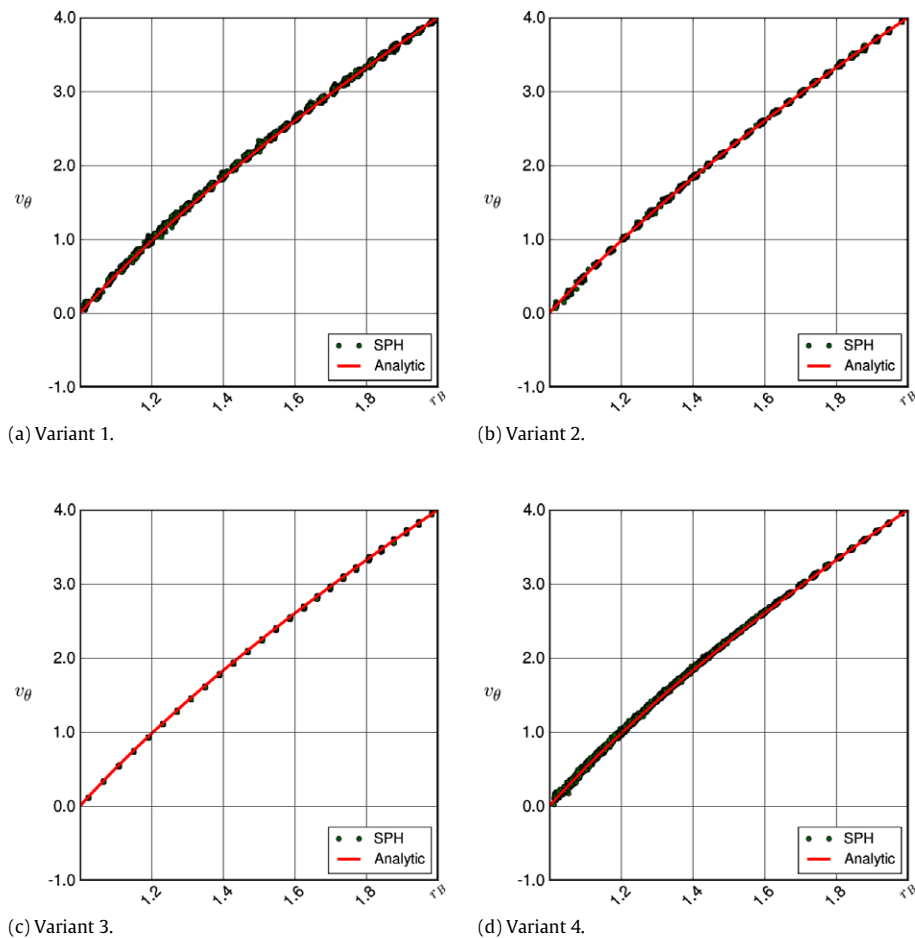 4.0
3.0
2.0
v_θ
1.0
0.0
-1.0
SPH
Analytic
1.2
1.4
1.6
1.8
r_B
(a) Variant 1.
4.0
3.0
2.0
v_θ
1.0
0.0
-1.0
SPH
Analytic
1.2
1.4
1.6
1.8
r_B
(b) Variant 2.
4.0
3.0
2.0
v_θ
1.0
0.0
-1.0
SPH
Analytic
1.2
1.4
1.6
1.8
r_B
(c) Variant 3.
4.0
3.0
2.0
v_θ
1.0
0.0
-1.0
SPH
Analytic
1.2
1.4
1.6
1.8
r_B
(d) Variant 4.